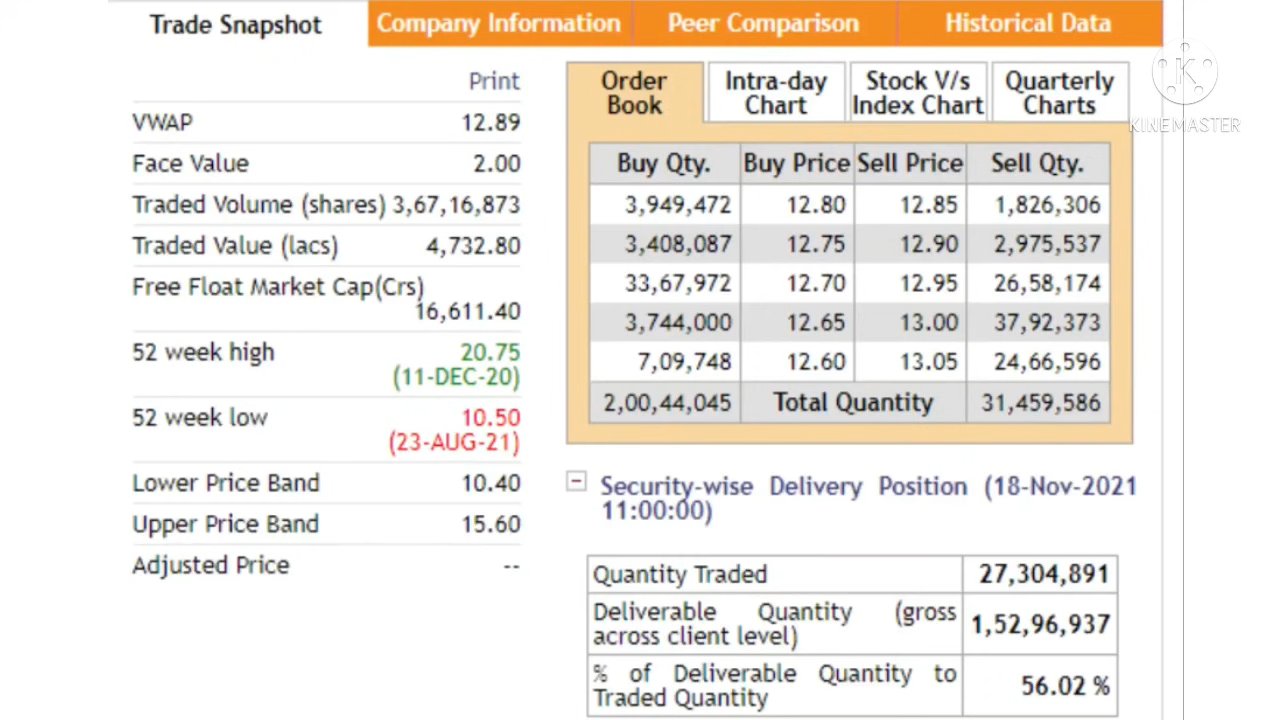 Trade Snapshot
Company Information
Peer Comparison
Historical Data
Print
VWAP 12.89
Face Value 2.00
Traded Volume (shares) 3,67,16,873
Traded Value (lacs) 4,732.80
Free Float Market Cap(Crs)
16,611.40
52 week high 20.75
(11-DEC-20)
52 week low 10.50
(23-AUG-21)
Lower Price Band 10.40
Upper Price Band 15.60
Adjusted Price --
Order
Book
Intra-day
Chart
Stock V/s
Index Chart
Quarterly
Charts
K
KINEMASTER
Buy Qty. Buy Price Sell Price Sell Qty.
3,949,472 12.80 12.85 1,826,306
3,408,087 12.75 12.90 2,975,537
33,67,972 12.70 12.95 26,58,174
3,744,000 12.65 13.00 37,92,373
7,09,748 12.60 13.05 24,66,596
2,00,44,045 Total Quantity 31,459,586
Security-wise Delivery Position (18-Nov-2021
11:00:00)
Quantity Traded 27,304,891
Deliverable Quantity (gross
across client level) 1,52,96,937
% of Deliverable Quantity to
Traded Quantity 56.02 %